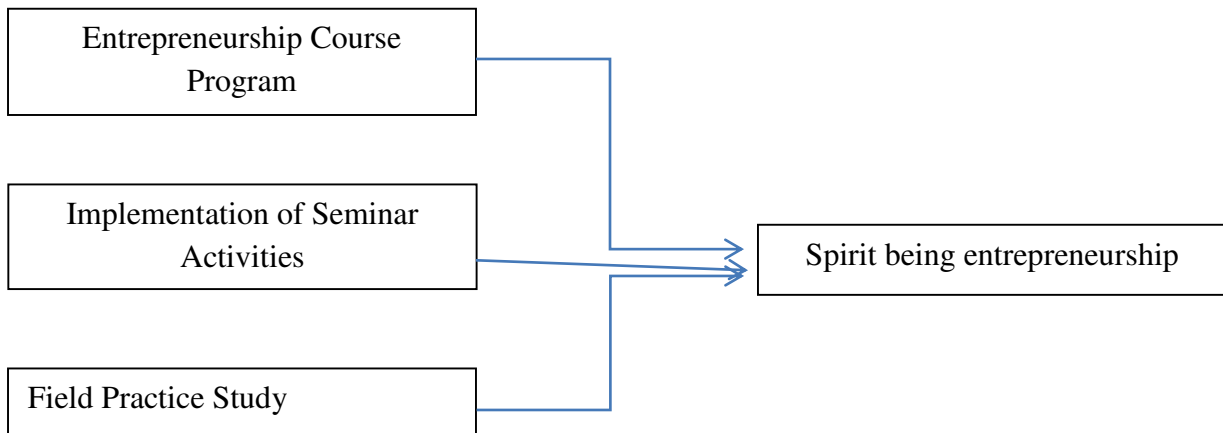 Entrepreneurship Course
Program
Implementation of Seminar
Activities
Spirit being entrepreneurship
Field Practice Study